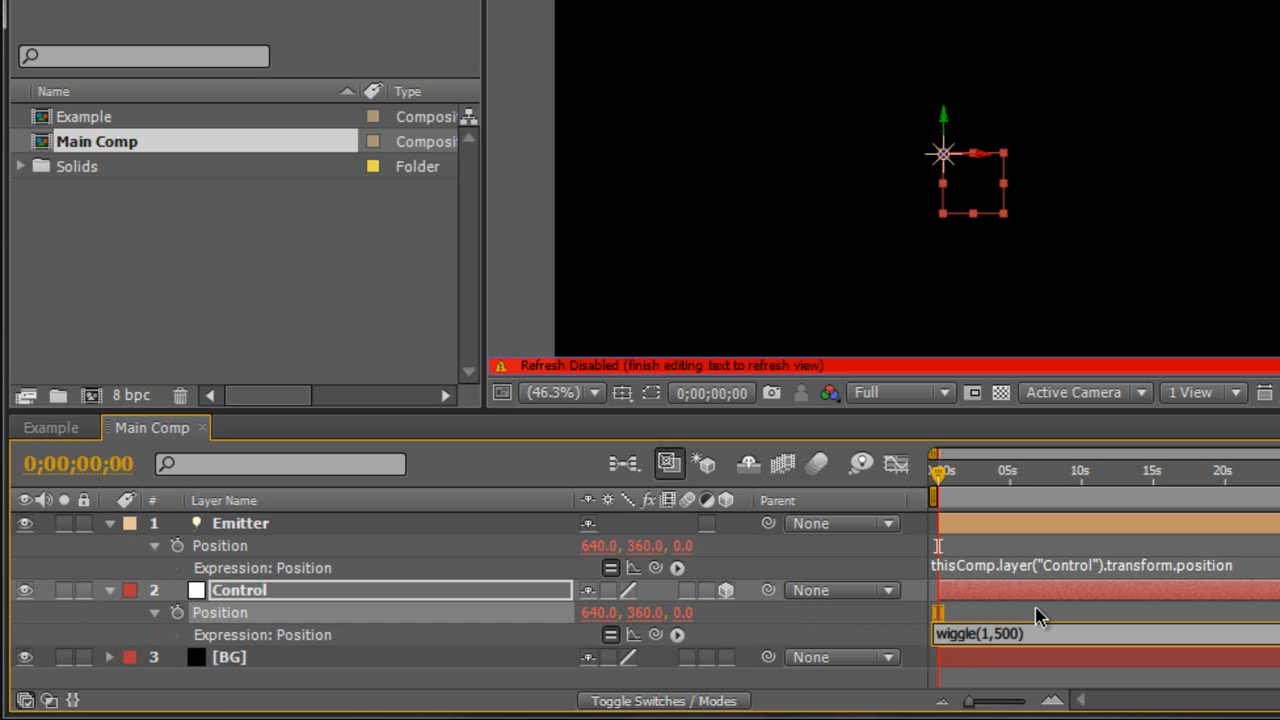 Name Type
Example Composi
Main Comp Composi
Solids Folder
8 bpc
Refresh Disabled (finish editing text to refresh view)
(46.3%) 0;00;00;00 Full Active Camera 1 View
Example Main Comp ×
0;00;00;00
05s 10s 15s 20s
# Layer Name fx Parent
1 Emitter None
Position 640.0, 360.0, 0.0
Expression: Position thisComp.layer("Control").transform.position
2 Control None
Position 640.0, 360.0, 0.0
Expression: Position wiggle(1,500)
3 [BG] None
Toggle Switches / Modes